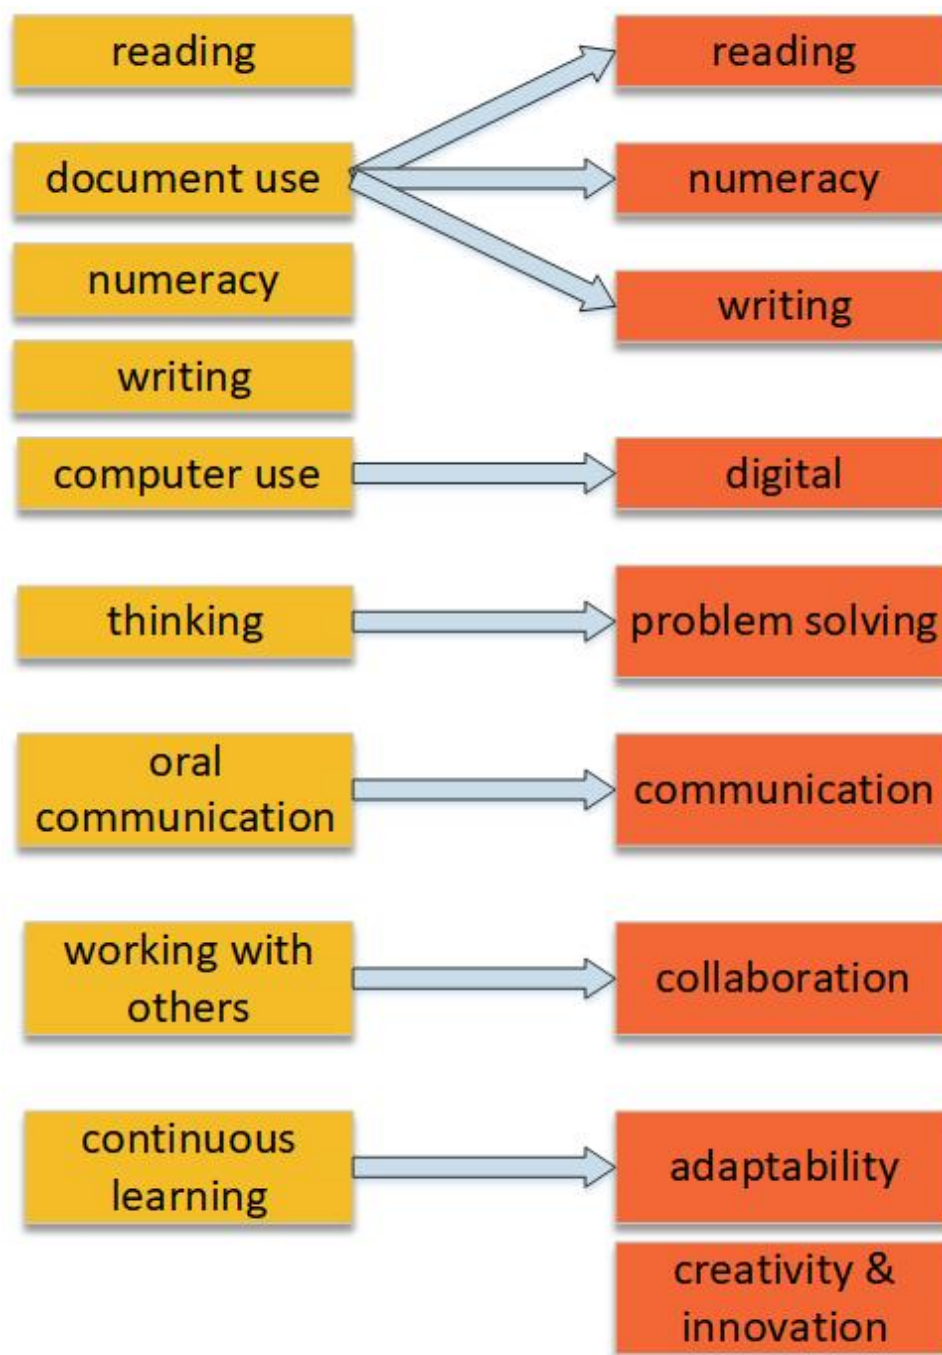 reading
document use
numeracy
writing
computer use
thinking
oral
communication
working with
others
continuous
learning
reading
numeracy
writing
digital
problem solving
communication
collaboration
adaptability
creativity &
innovation